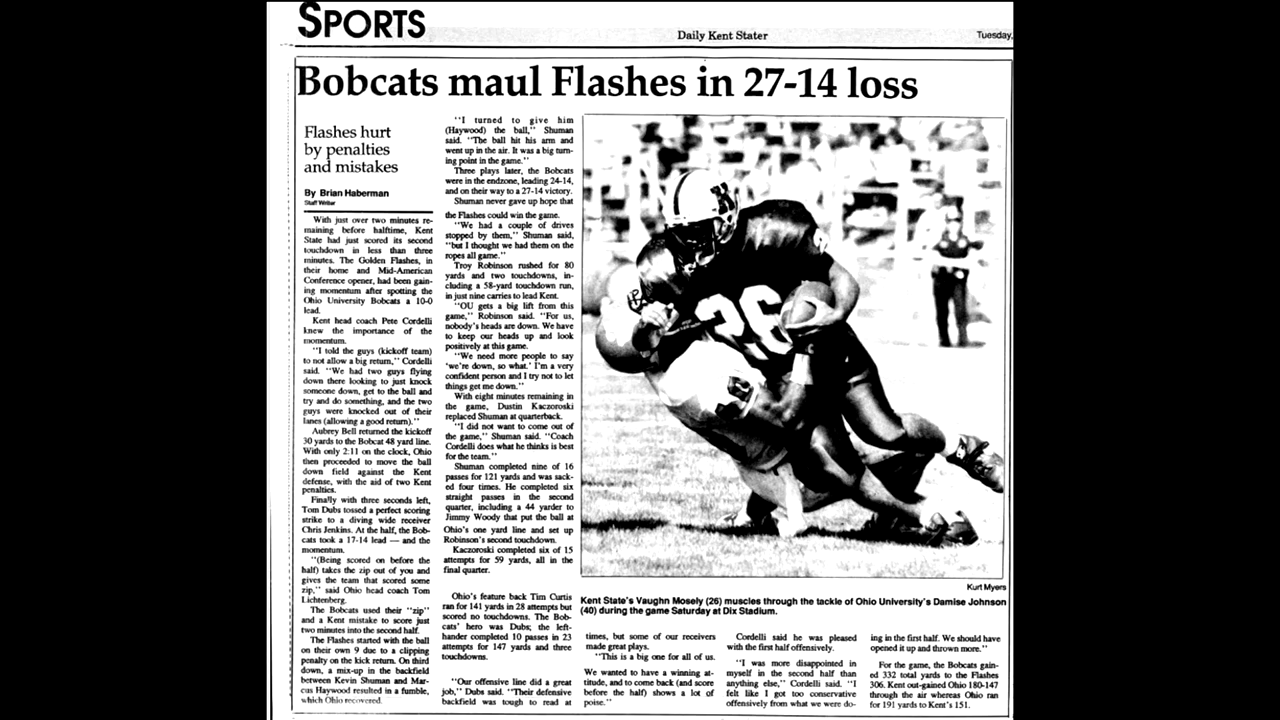 SPORTS
Daily Kent Stater
Tuesday,
Bobcats maul Flashes in 27-14 loss
Flashes hurt
by penalties
and mistakes
By Brian Haberman
Staff Writer
With just over two minutes re-
maining before halftime, Kent
State had just scored its second
touchdown in less than three
minutes. The Golden Flashes, in
their home and Mid-American
Conference opener, had been gain-
ing momentum after spotting the
Ohio University Bobcats a 10-0
lead.
Kent head coach Pete Cordelli
knew the importance of the
momentum.
"I told the guys (kickoff team)
to not allow a big return," Cordelli
said. "We had two guys flying
down there looking to just knock
someone down, get to the ball and
try and do something, and the two
guys were knocked out of their
lanes (allowing a good return)."
Aubrey Bell returned the kickoff
30 yards to the Bobcat 48 yard line.
With only 2:11 on the clock, Ohio
then proceeded to move the ball
down field against the Kent
defense, with the aid of two Kent
penalties.
Finally with three seconds left,
Tom Dubs tossed a perfect scoring
strike to a diving wide receiver
Chris Jenkins. At the half, the Bob-
cats took a 17-14 lead — and the
momentum.
"(Being scored on before the
half) takes the zip out of you and
gives the team that scored some
zip," said Ohio head coach Tom
Lichtenberg.
The Bobcats used their "zip"
and a Kent mistake to score just
two minutes into the second half.
The Flashes started with the ball
on their own 9 due to a clipping
penalty on the kick return. On third
down, a mix-up in the backfield
between Kevin Shuman and Mar-
cus Haywood resulted in a fumble,
which Ohio recovered.
"I turned to give him
(Haywood) the ball," Shuman
said. "The ball hit his arm and
went up in the air. It was a big turn-
ing point in the game."
Three plays later, the Bobcats
were in the endzone, leading 24-14,
and on their way to a 27-14 victory.
Shuman never gave up hope that
the Flashes could win the game.
"We had a couple of drives
stopped by them," Shuman said,
"but I thought we had them on the
ropes all game."
Troy Robinson rushed for 80
yards and two touchdowns, in-
cluding a 58-yard touchdown run,
in just nine carries to lead Kent.
"OU gets a big lift from this
game," Robinson said. "For us,
nobody's heads are down. We have
to keep our heads up and look
positively at this game.
"We need more people to say
'we're down, so what.' I'm a very
confident person and I try not to let
things get me down."
With eight minutes remaining in
the game, Dustin Kaczoroski
replaced Shuman at quarterback.
"I did not want to come out of
the game," Shuman said. "Coach
Cordelli does what he thinks is best
for the team."
Shuman completed nine of 16
passes for 121 yards and was sack-
ed four times. He completed six
straight passes in the second
quarter, including a 44 yarder to
Jimmy Woody that put the ball at
Ohio's one yard line and set up
Robinson's second touchdown.
Kaczoroski completed six of 15
attempts for 59 yards, all in the
final quarter.
Ohio's feature back Tim Curtis
ran for 141 yards in 28 attempts but
scored no touchdowns. The Bob-
cats' hero was Dubs; the left-
hander completed 10 passes in 23
attempts for 147 yards and three
touchdowns.
"Our offensive line did a great
job," Dubs said. "Their defensive
backfield was tough to read at
26
Kurt Myers
Kent State's Vaughn Mosely (26) muscles through the tackle of Ohio University's Damise Johnson
(40) during the game Saturday at Dix Stadium.
times, but some of our receivers
made great plays.
"This is a big one for all of us.
We wanted to have a winning at-
titude, and to come back (and score
before the half) shows a lot of
poise."
Cordelli said he was pleased
with the first half offensively.
"I was more disappointed in
myself in the second half than
anything else," Cordelli said. "I
felt like I got too conservative
offensively from what we were do-
ing in the first half. We should have
opened it up and thrown more."
For the game, the Bobcats gain-
ed 332 total yards to the Flashes
306. Kent out-gained Ohio 180-147
through the air whereas Ohio ran
for 191 yards to Kent's 151.